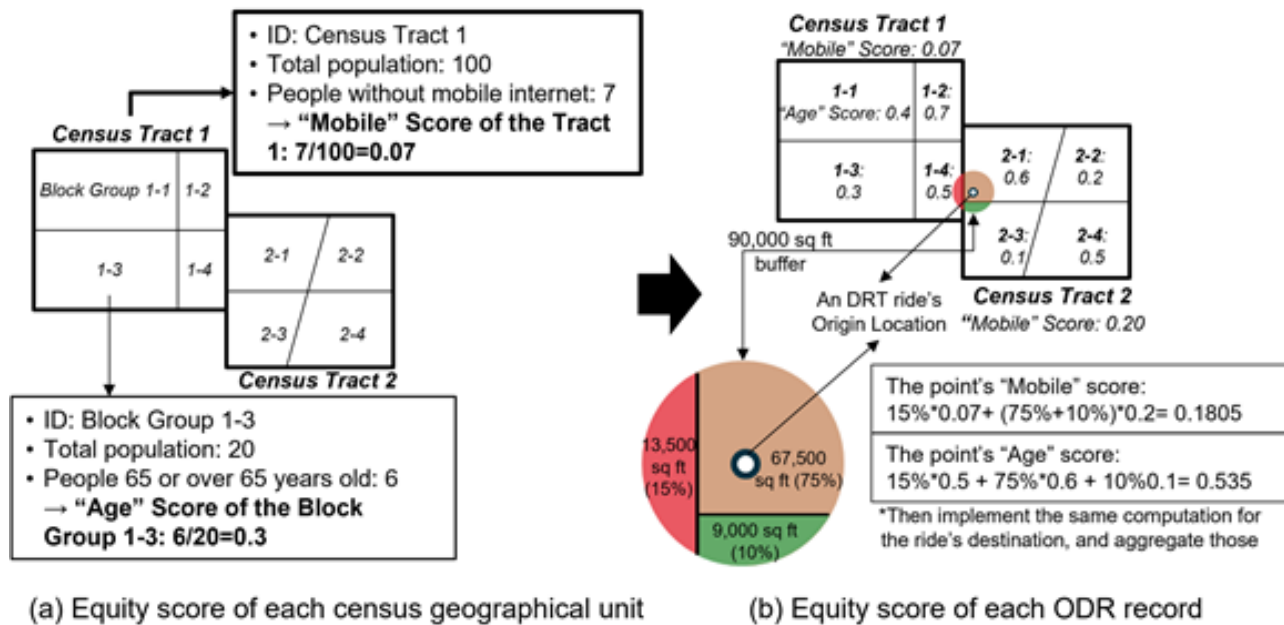 • ID: Census Tract 1
• Total population: 100
• People without mobile internet: 7
→ “Mobile” Score of the Tract
1: 7/100=0.07
Census Tract 1
Block Group 1-1
1-2
1-3
1-4
2-1
2-2
2-3
2-4
Census Tract 2
• ID: Block Group 1-3
• Total population: 20
• People 65 or over 65 years old: 6
→ “Age” Score of the Block
Group 1-3: 6/20=0.3
(a) Equity score of each census geographical unit
Census Tract 1
“Mobile” Score: 0.07
1-1
“Age” Score: 0.4
1-2:
0.7
1-3:
0.3
1-4:
0.5
2-1:
0.6
2-2:
0.2
2-3:
0.1
2-4:
0.5
Census Tract 2
“Mobile” Score: 0.20
90,000 sq ft
buffer
An DRT ride's
Origin Location
13,500
sq ft
(15%)
67,500
sq ft (75%)
9,000 sq ft
(10%)
The point's “Mobile” score:
15%*0.07+ (75%+10%)*0.2= 0.1805
The point's “Age” score:
15%*0.5 + 75%*0.6 + 10%0.1= 0.535
*Then implement the same computation for
the ride's destination, and aggregate those
(b) Equity score of each ODR record